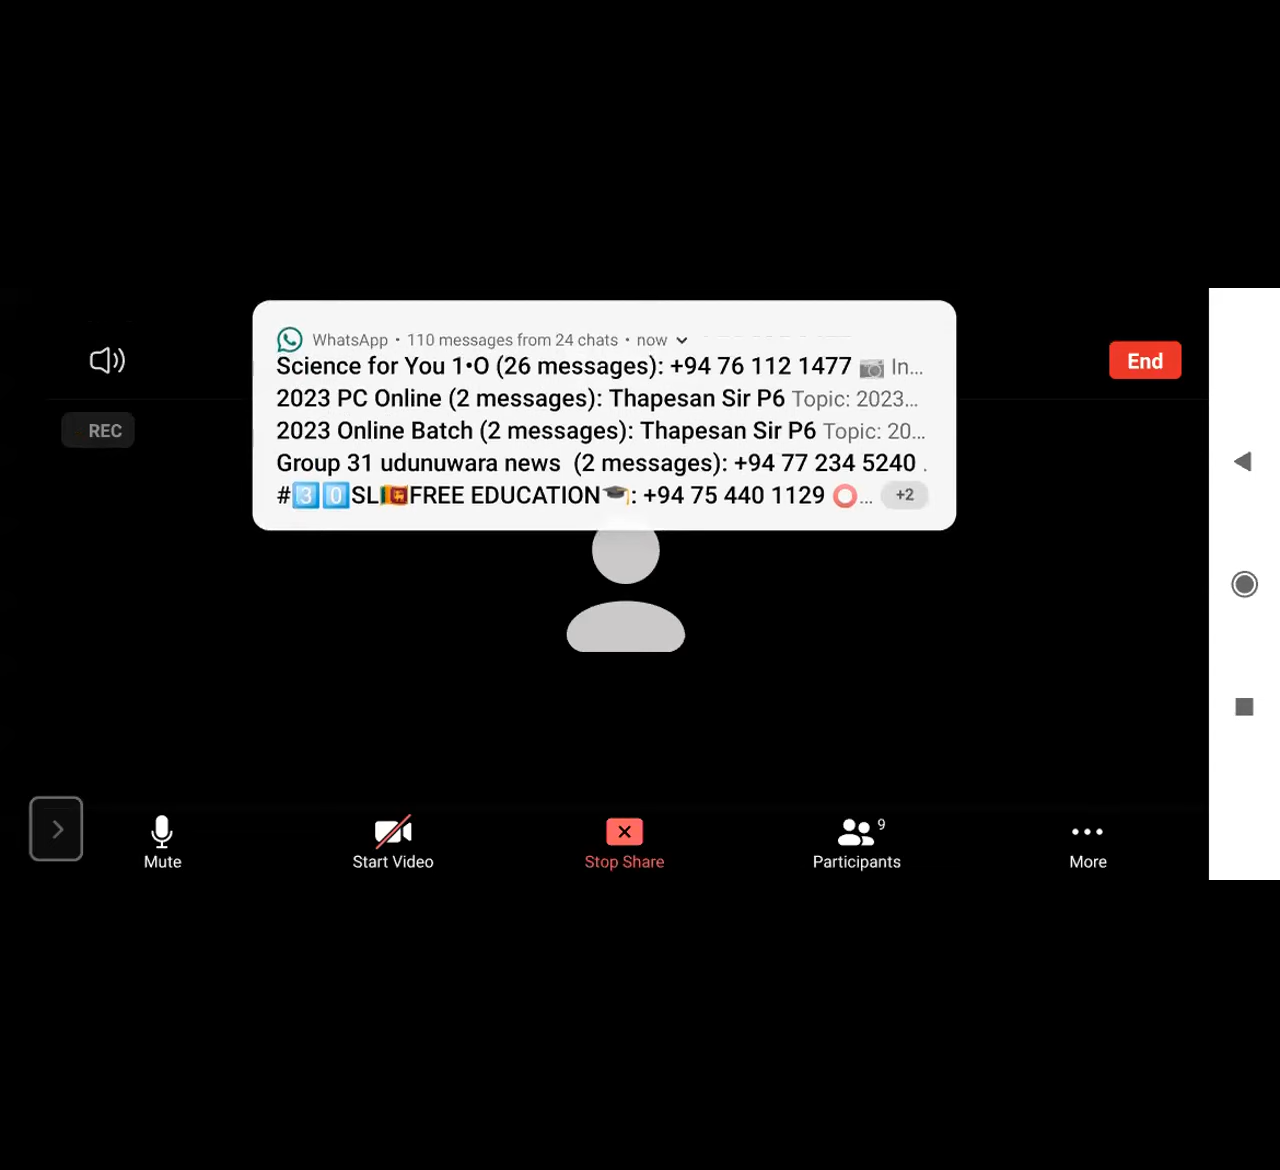 WhatsApp • 110 messages from 24 chats • now
Science for You 1•O (26 messages): +94 76 112 1477 📷 In...
2023 PC Online (2 messages): Thapesan Sir P6 Topic: 2023...
2023 Online Batch (2 messages): Thapesan Sir P6 Topic: 20...
Group 31 udunuwara news (2 messages): +94 77 234 5240 .
#3️⃣0️⃣SL🇱🇰FREE EDUCATION🎓: +94 75 440 1129 ⭕... +2
End
REC
Mute
Start Video
Stop Share
Participants 9
More